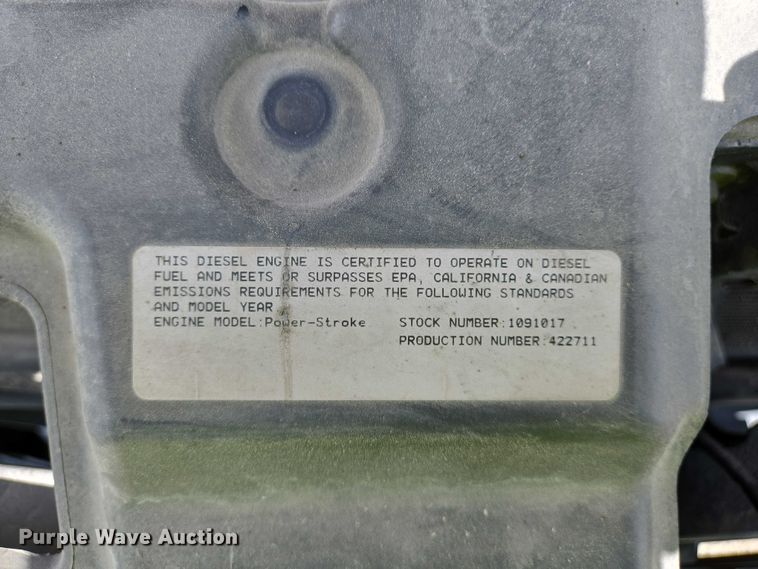 THIS DIESEL ENGINE IS CERTIFIED TO OPERATE ON DIESEL
FUEL AND MEETS OR SURPASSES EPA, CALIFORNIA & CANADIAN
EMISSIONS REQUIREMENTS FOR THE FOLLOWING STANDARDS
AND MODEL YEAR
ENGINE MODEL:Power-Stroke STOCK NUMBER:1091017
PRODUCTION NUMBER:422711
Purple Wave Auction